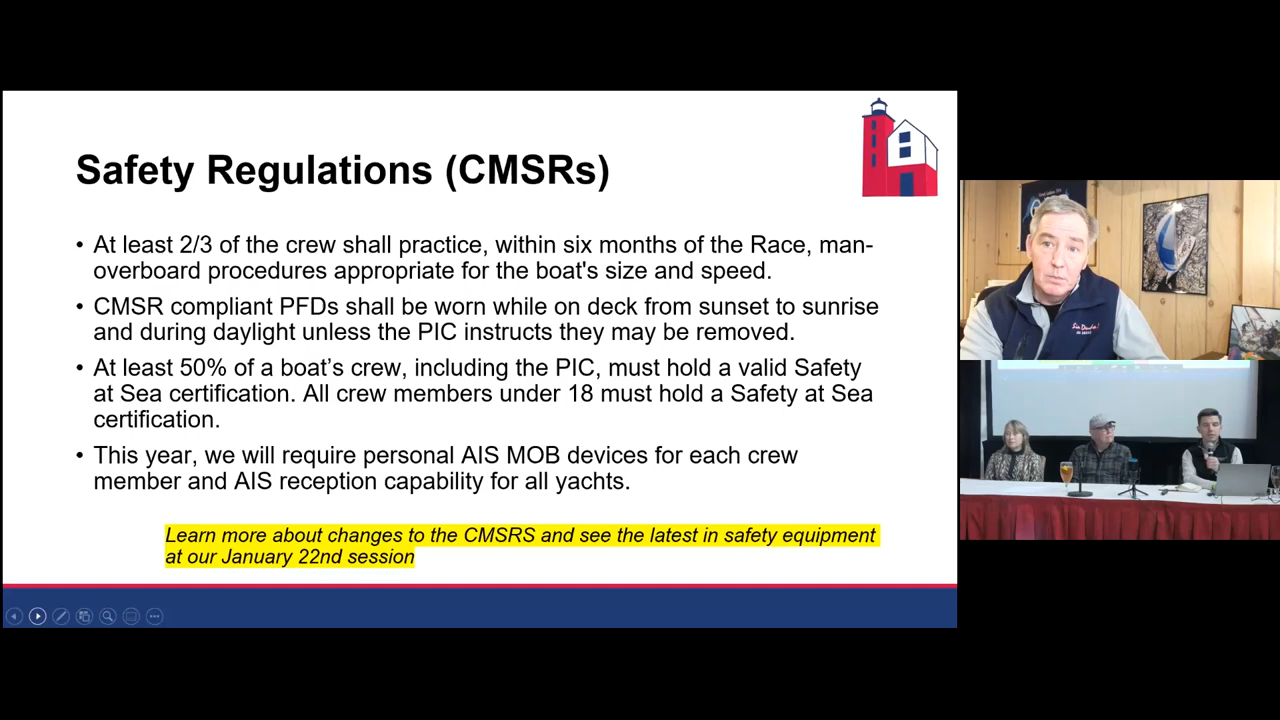 Safety Regulations (CMSRs)
• At least 2/3 of the crew shall practice, within six months of the Race, man-
overboard procedures appropriate for the boat's size and speed.
• CMSR compliant PFDs shall be worn while on deck from sunset to sunrise
and during daylight unless the PIC instructs they may be removed.
• At least 50% of a boat’s crew, including the PIC, must hold a valid Safety
at Sea certification. All crew members under 18 must hold a Safety at Sea
certification.
• This year, we will require personal AIS MOB devices for each crew
member and AIS reception capability for all yachts.
Learn more about changes to the CMSRS and see the latest in safety equipment
at our January 22nd session